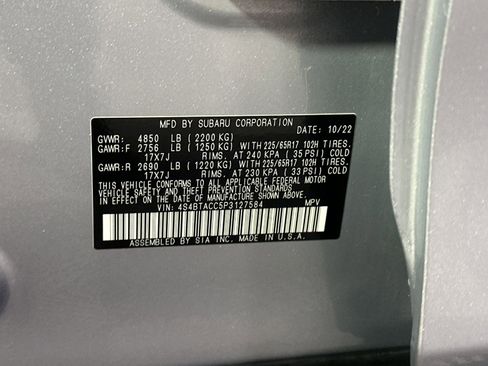 MFD BY SUBARU CORPORATION
DATE: 10/22
GVWR: 4850 LB (2200 KG)
GAWR:F 2756 LB (1250 KG) WITH 225/65R17 102H TIRES,
17X7J RIMS, AT 240 KPA (35 PSI) COLD
GAWR:R 2690 LB (1220 KG) WITH 225/65R17 102H TIRES,
17X7J RIMS, AT 230 KPA (33 PSI) COLD
THIS VEHICLE CONFORMS TO ALL APPLICABLE FEDERAL MOTOR
VEHICLE SAFETY AND THEFT PREVENTION STANDARDS
IN EFFECT ON THE DATE OF MANUFACTURE SHOWN ABOVE.
VIN: 4S4BTACC5P3127584 MPV
ASSEMBLED BY SIA INC. MADE IN U.S.A.